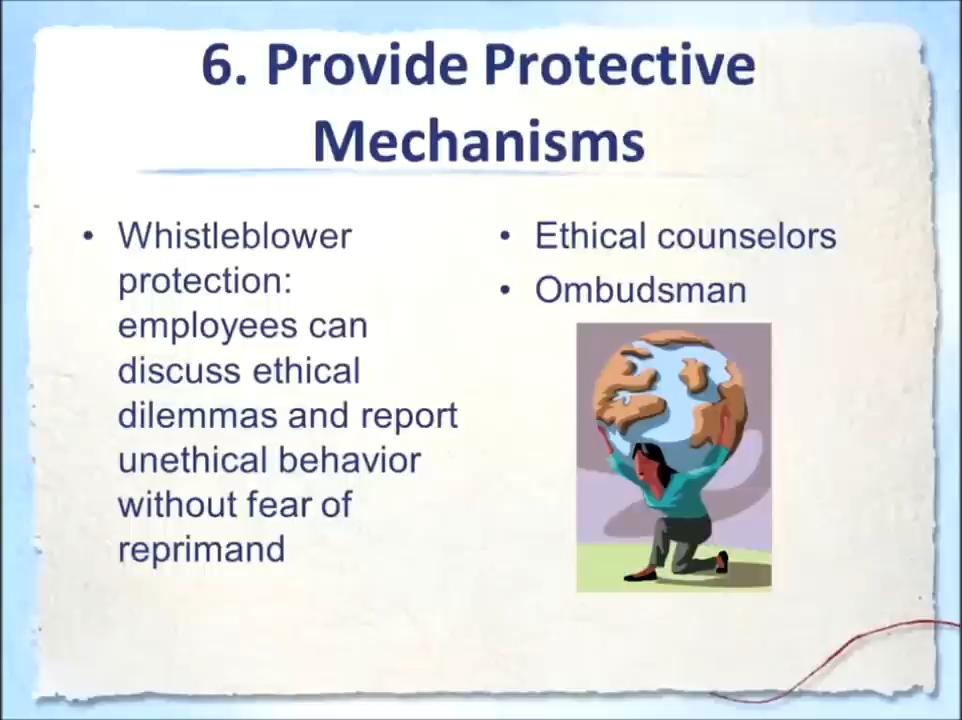 6. Provide Protective
Mechanisms
• Whistleblower
protection:
employees can
discuss ethical
dilemmas and report
unethical behavior
without fear of
reprimand
• Ethical counselors
• Ombudsman